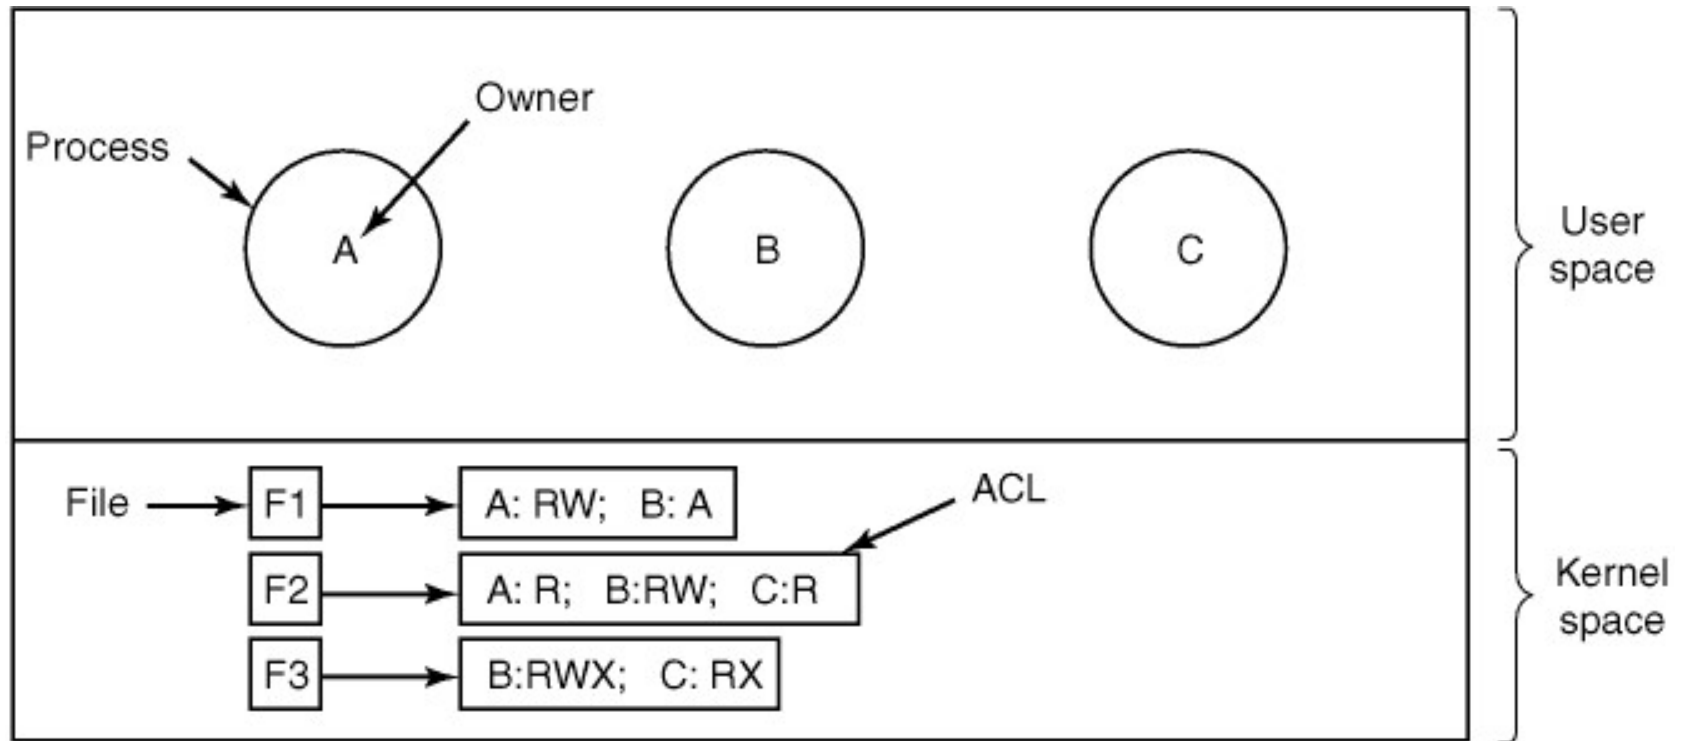 Owner
Process
A
B
C
User
space
File
F1
A: RW; B: A
ACL
F2
A: R; B:RW; C:R
F3
B:RWX; C: RX
Kernel
space